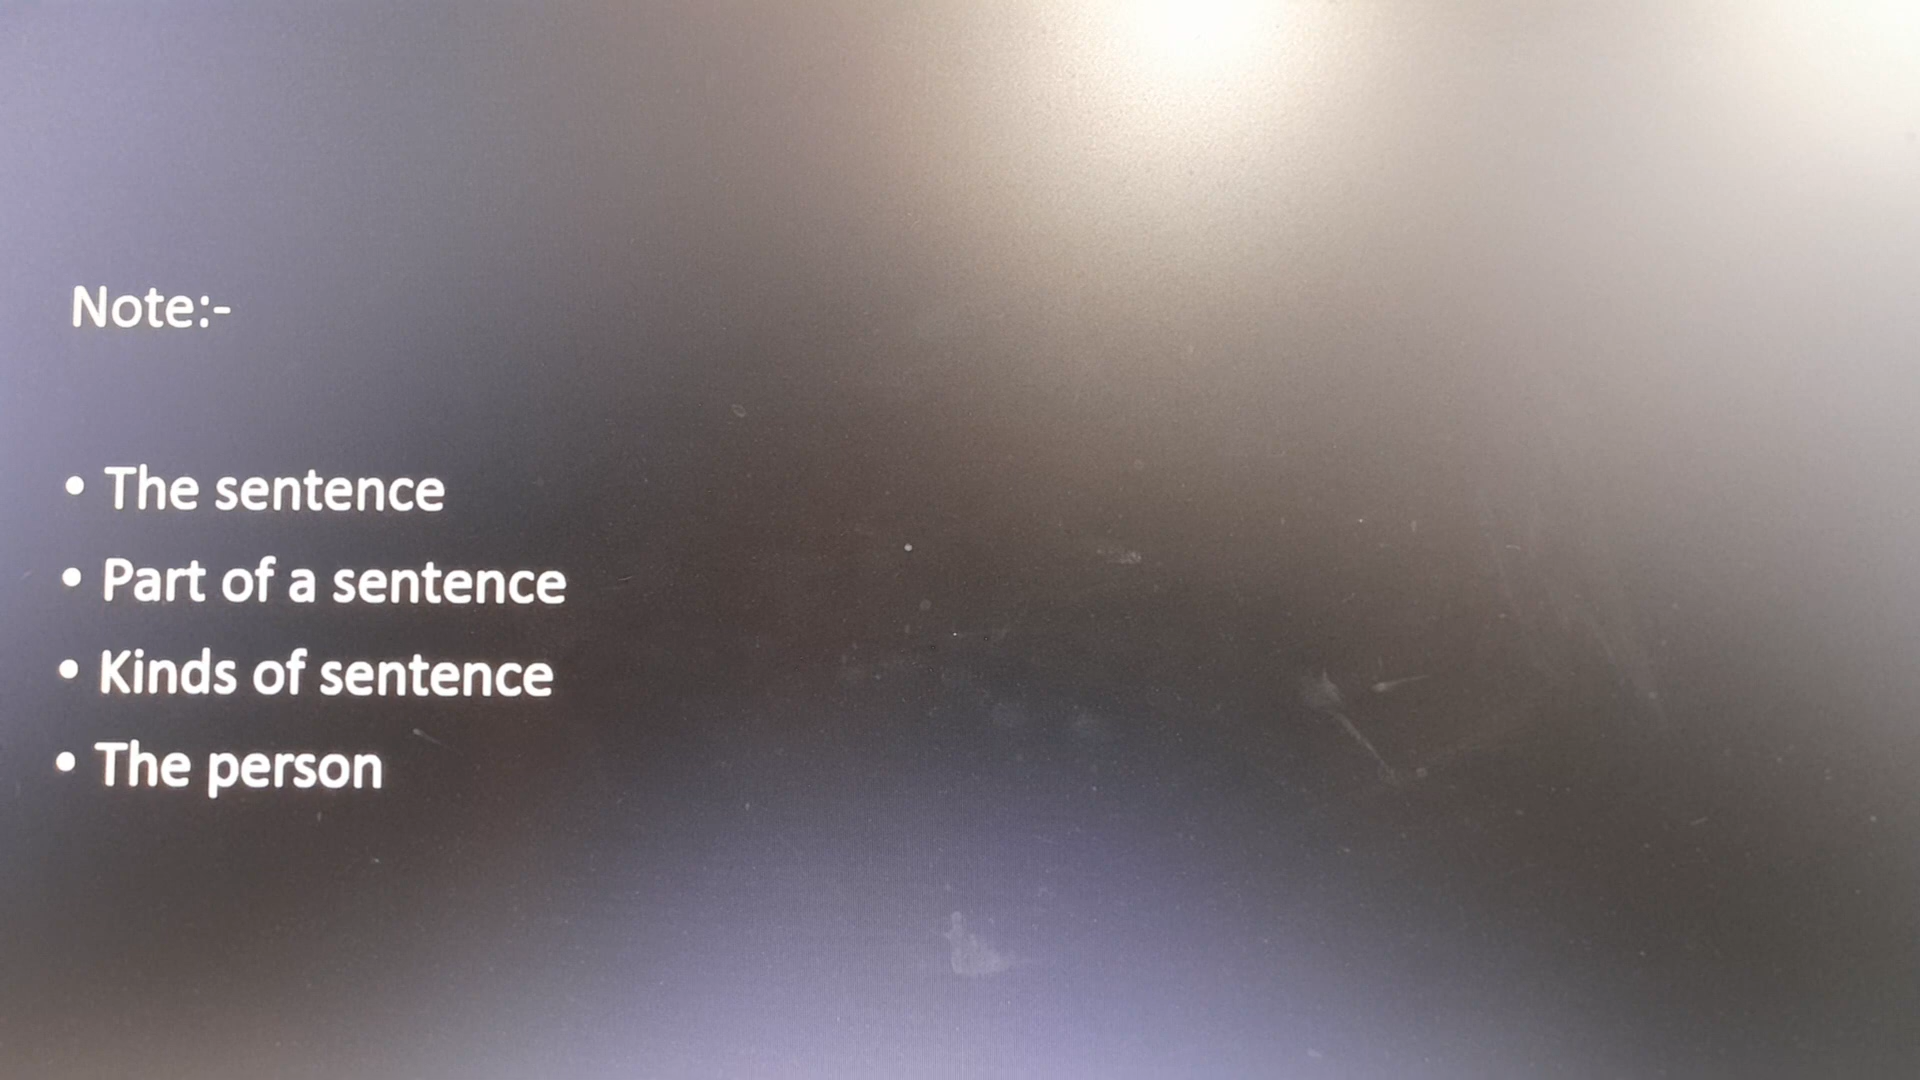 Note:-
• The sentence
• Part of a sentence
• Kinds of sentence
• The person